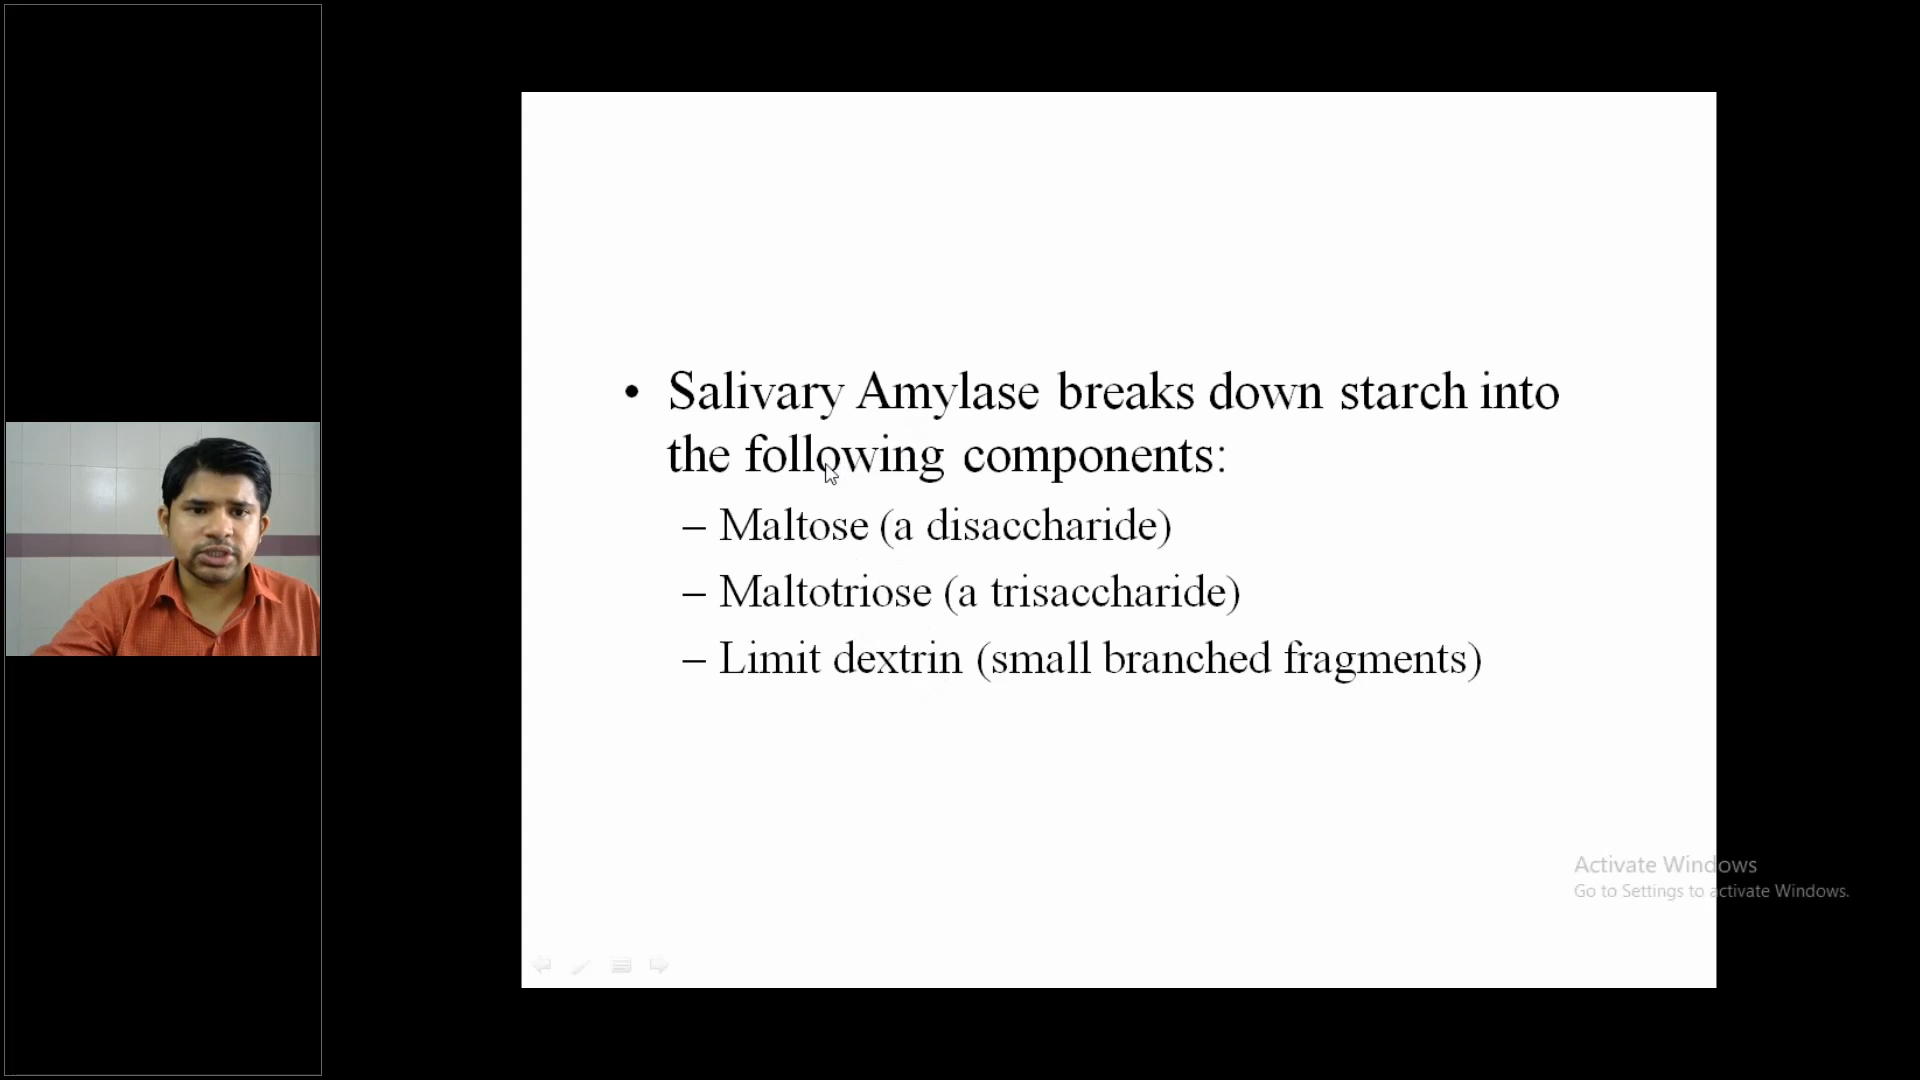 • Salivary Amylase breaks down starch into
the following components:
– Maltose (a disaccharide)
– Maltotriose (a trisaccharide)
– Limit dextrin (small branched fragments)
Activate Windows
Go to Settings to activate Windows.